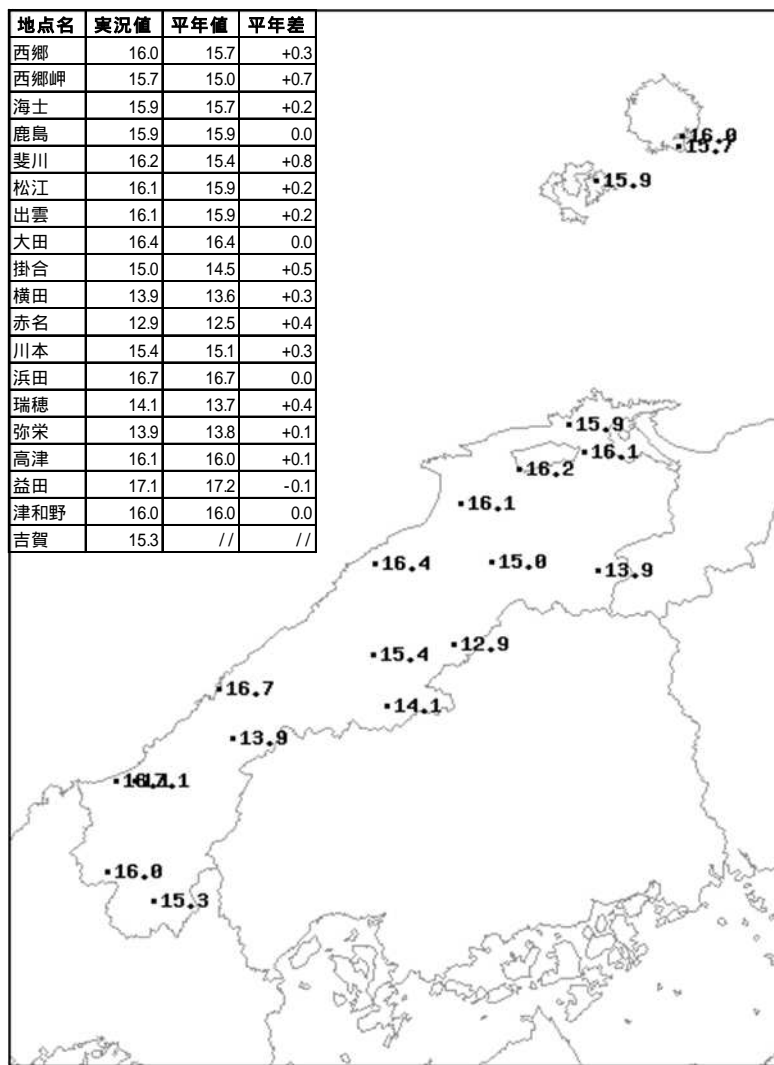 地点名 実況値 平年値 平年差
西郷 16.0 15.7 +0.3
西郷岬 15.7 15.0 +0.7
海士 15.9 15.7 +0.2
鹿島 15.9 15.9 0.0
斐川 16.2 15.4 +0.8
松江 16.1 15.9 +0.2
出雲 16.1 15.9 +0.2
大田 16.4 16.4 0.0
掛合 15.0 14.5 +0.5
横田 13.9 13.6 +0.3
赤名 12.9 12.5 +0.4
川本 15.4 15.1 +0.3
浜田 16.7 16.7 0.0
瑞穂 14.1 13.7 +0.4
弥栄 13.9 13.8 +0.1
高津 16.1 16.0 +0.1
益田 17.1 17.2 -0.1
津和野 16.0 16.0 0.0
吉賀 15.3 // //
16.0
15.7
15.9
15.9
16.1
16.2
16.1
16.4
15.0
13.9
12.9
15.4
16.7
14.1
13.9
16.0
15.3